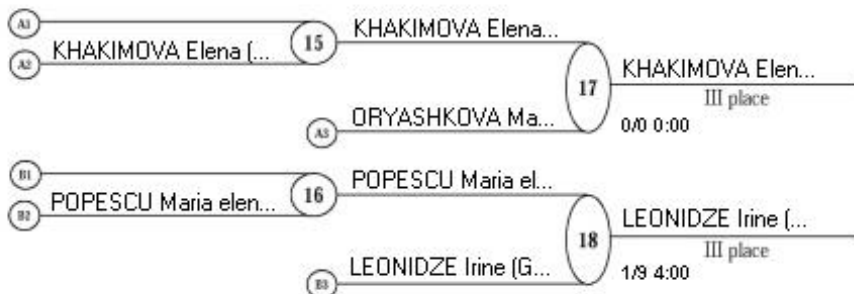 A1
KHAKIMOVA Elena...
15
A2
KHAKIMOVA Elena (...
KHAKIMOVA Elen...
17
III place
ORYASHKOVA Ma...
A3
0/0 0:00
B1
POPESCU Maria el...
16
B2
POPESCU Maria elen...
LEONIDZE Irine (...
18
III place
LEONIDZE Irine (G...
B3
1/9 4:00